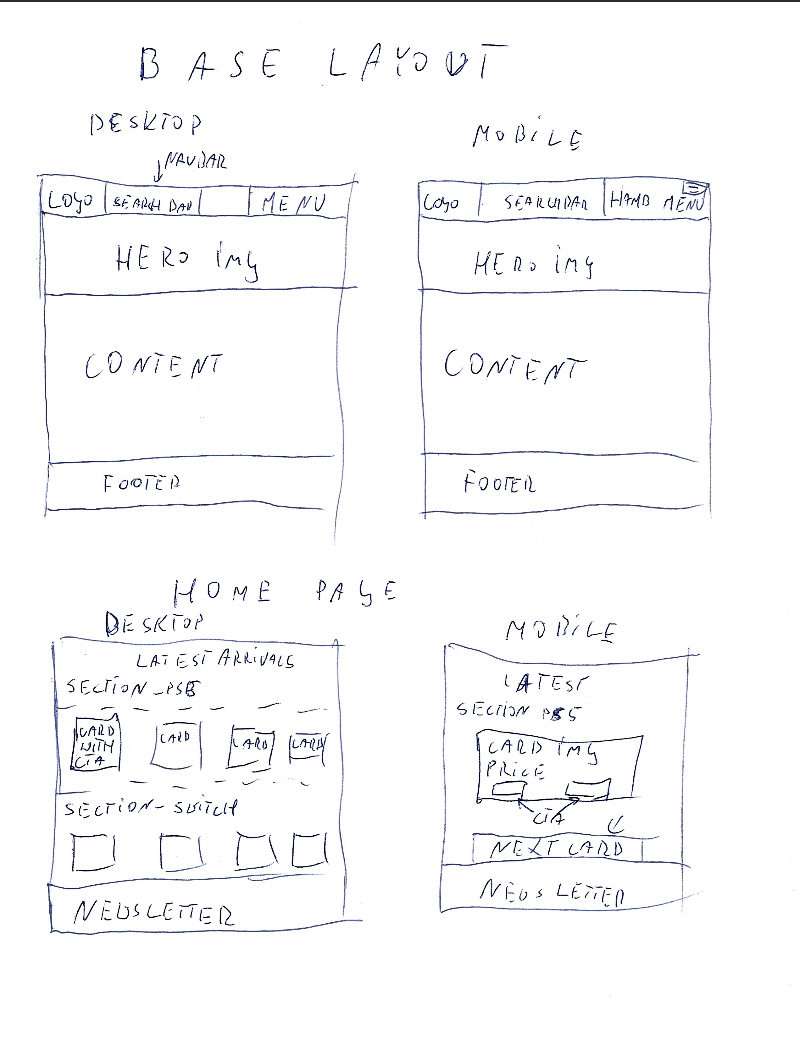 BASE LAYOUT
DESKTOP
MOBILE
NAVBAR
LOGO SEARCH BAR MENU
LOGO SEARCHBAR HAMB MENU
HERO img
HERO img
CONTENT
CONTENT
FOOTER
FOOTER
HOME PAGE
DESKTOP
MOBILE
LATEST ARRIVALS
SECTION-PS5
LATEST
SECTION PS5
CARD
WITH
CTA
CARD
CARD
CARD
CARD IMG
PRICE
CTA
SECTION-SWITCH
NEXT CARD
NEWSLETTER
NEWSLETTER